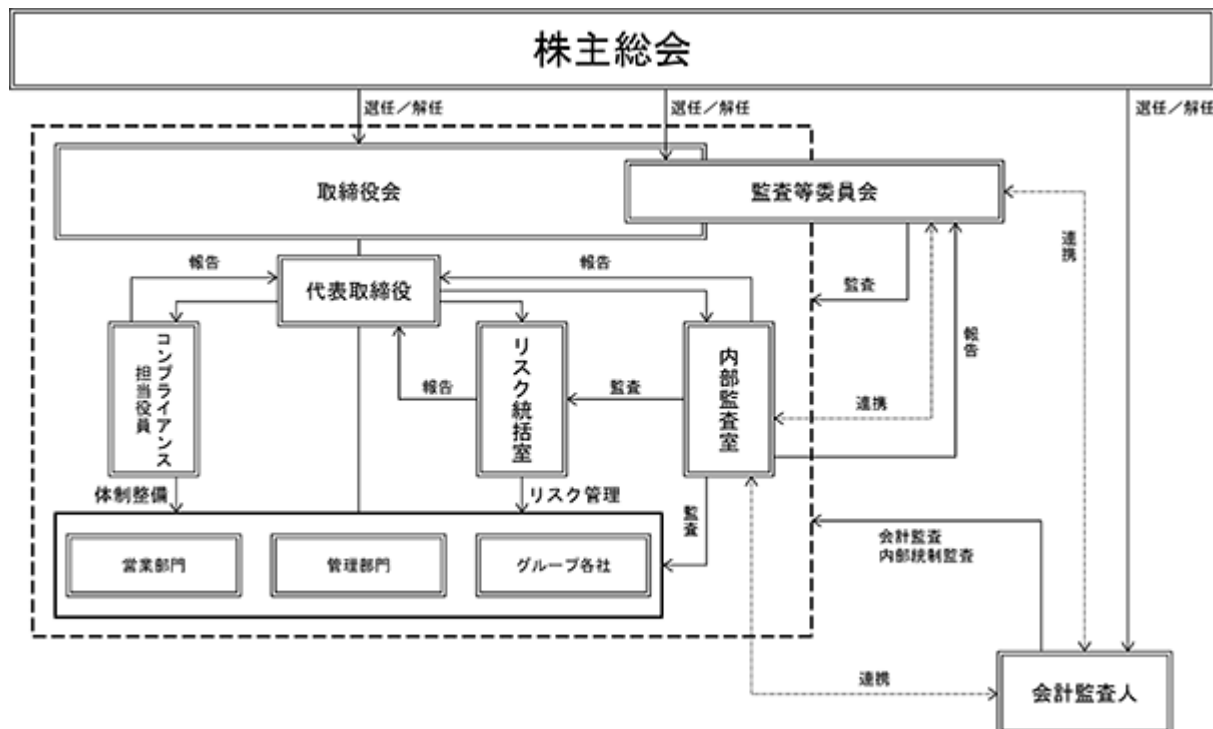 株主総会
選任／解任
選任／解任
選任／解任
取締役会
監査等委員会
報告
代表取締役
報告
監査
連携
コンプライアンス
担当役員
報告
リスク統括室
監査
内部監査室
連携
報告
体制整備
リスク管理
監査
営業部門
管理部門
グループ各社
会計監査
内部統制監査
連携
会計監査人